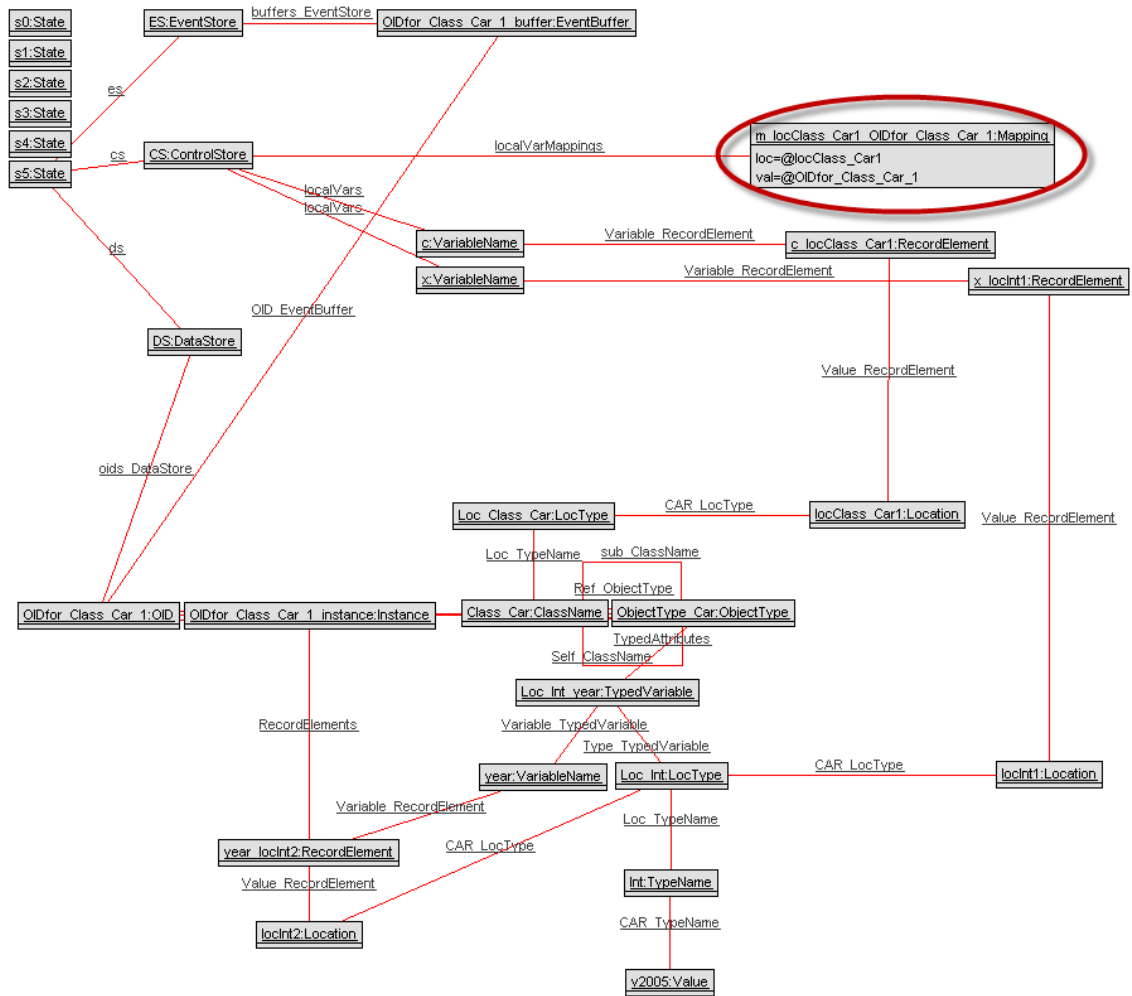 s0:State
ES:EventStore
buffers_EventStore
OIDfor_Class_Car_1_buffer:EventBuffer
s1:State
s2:State
es
s3:State
s4:State
s5:State
cs
CS:ControlStore
localVarMappings
m_locClass_Car1_OIDfor_Class_Car_1:Mapping
loc=@locClass_Car1
val=@OIDfor_Class_Car_1
localVars
localVars
c:VariableName
Variable_RecordElement
c_locClass_Car1:RecordElement
ds
x:VariableName
Variable_RecordElement
x_locInt1:RecordElement
OID_EventBuffer
DS:DataStore
Value_RecordElement
oids_DataStore
Loc_Class_Car:LocType
CAR_LocType
locClass_Car1:Location
Value_RecordElement
Loc_TypeName
sub_ClassName
Ref_ObjectType
OIDfor_Class_Car_1:OID
OIDfor_Class_Car_1_instance:Instance
Class_Car:ClassName
ObjectType_Car:ObjectType
TypedAttributes
Self_ClassName
Loc_Int_year:TypedVariable
RecordElements
Variable_TypedVariable
Type_TypedVariable
year:VariableName
Loc_Int:LocType
CAR_LocType
locInt1:Location
Variable_RecordElement
Loc_TypeName
year_locInt2:RecordElement
CAR_LocType
Value_RecordElement
Int:TypeName
locInt2:Location
CAR_TypeName
v2005:Value